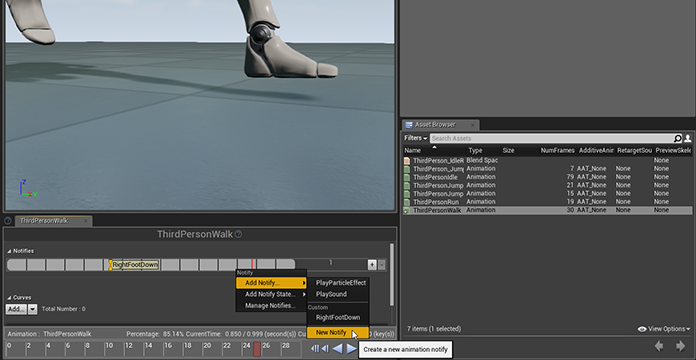 Z
Asset Browser
Filters
Search Assets
Name Type Size NumFrames AdditiveAnir RetargetSou PreviewSkele
ThirdPerson_IdleR Blend Spac None
ThirdPerson_Jump Animation 7 AAT_None None None
ThirdPersonIdle Animation 79 AAT_None None None
ThirdPersonJump Animation 21 AAT_None None None
ThirdPersonJump Animation 15 AAT_None None None
ThirdPersonRun Animation 19 AAT_None None None
ThirdPersonWalk Animation 30 AAT_None None None
7 items (1 selected)
View Options
ThirdPersonWalk
ThirdPersonWalk
Notifies
RightFootDown
1
Notify
Add Notify...
Add Notify State...
Manage Notifies...
PlayParticleEffect
PlaySound
Custom
RightFootDown
New Notify
Create a new animation notify
Curves
Add...
Total Number : 0
Animation : ThirdPersonWalk Percentage: 85.14% CurrentTime: 0.850 / 0.999 (second(s)) Cu
0 2 4 6 8 10 12 14 16 18 20 22 24 26 28